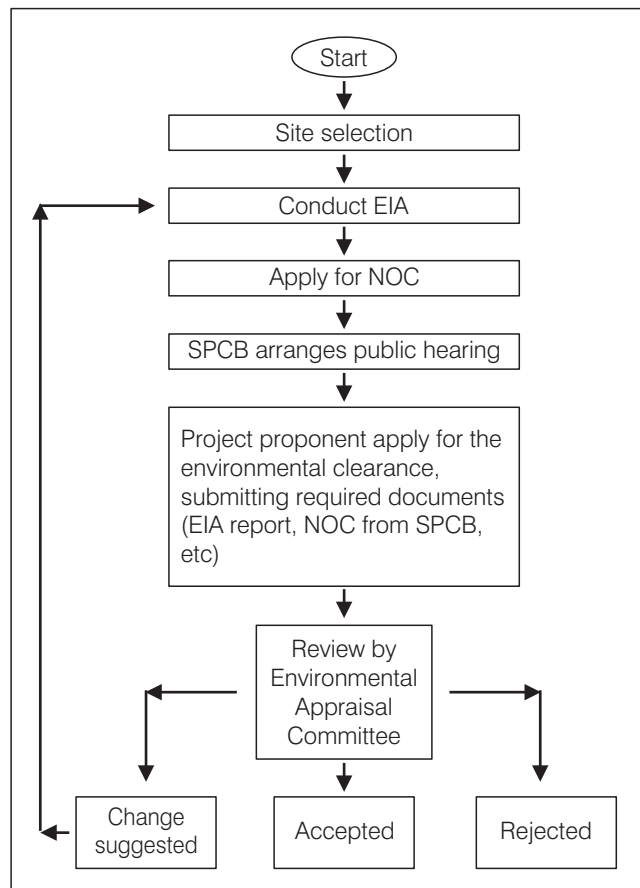 Start
Site selection
Conduct EIA
Apply for NOC
SPCB arranges public hearing
Project proponent apply for the
environmental clearance,
submitting required documents
(EIA report, NOC from SPCB,
etc)
Review by
Environmental
Appraisal
Committee
Change
suggested
Accepted
Rejected